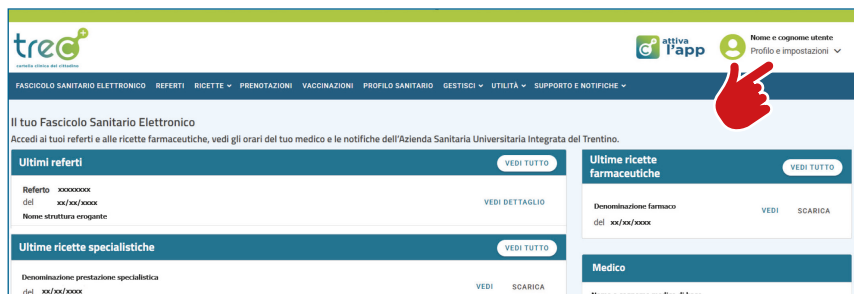 trec+
cartella clinica del cittadino
attiva
l'app
Nome e cognome utente
Profilo e impostazioni
FASCICOLO SANITARIO ELETTRONICO REFERTI RICETTE PRENOTAZIONI VACCINAZIONI PROFILO SANITARIO GESTISCI UTILITÀ SUPPORTO E NOTIFICHE
Il tuo Fascicolo Sanitario Elettronico
Accedi ai tuoi referti e alle ricette farmaceutiche, vedi gli orari del tuo medico e le notifiche dell'Azienda Sanitaria Universitaria Integrata del Trentino.
Ultimi referti VEDI TUTTO
Referto xxxxxxxx
del xx/xx/xxxx VEDI DETTAGLIO
Nome struttura erogante
Ultime ricette specialistiche VEDI TUTTO
Denominazione prestazione specialistica
del xx/xx/xxxx VEDI SCARICA
Ultime ricette
farmaceutiche VEDI TUTTO
Denominazione farmaco
del xx/xx/xxxx VEDI SCARICA
Medico